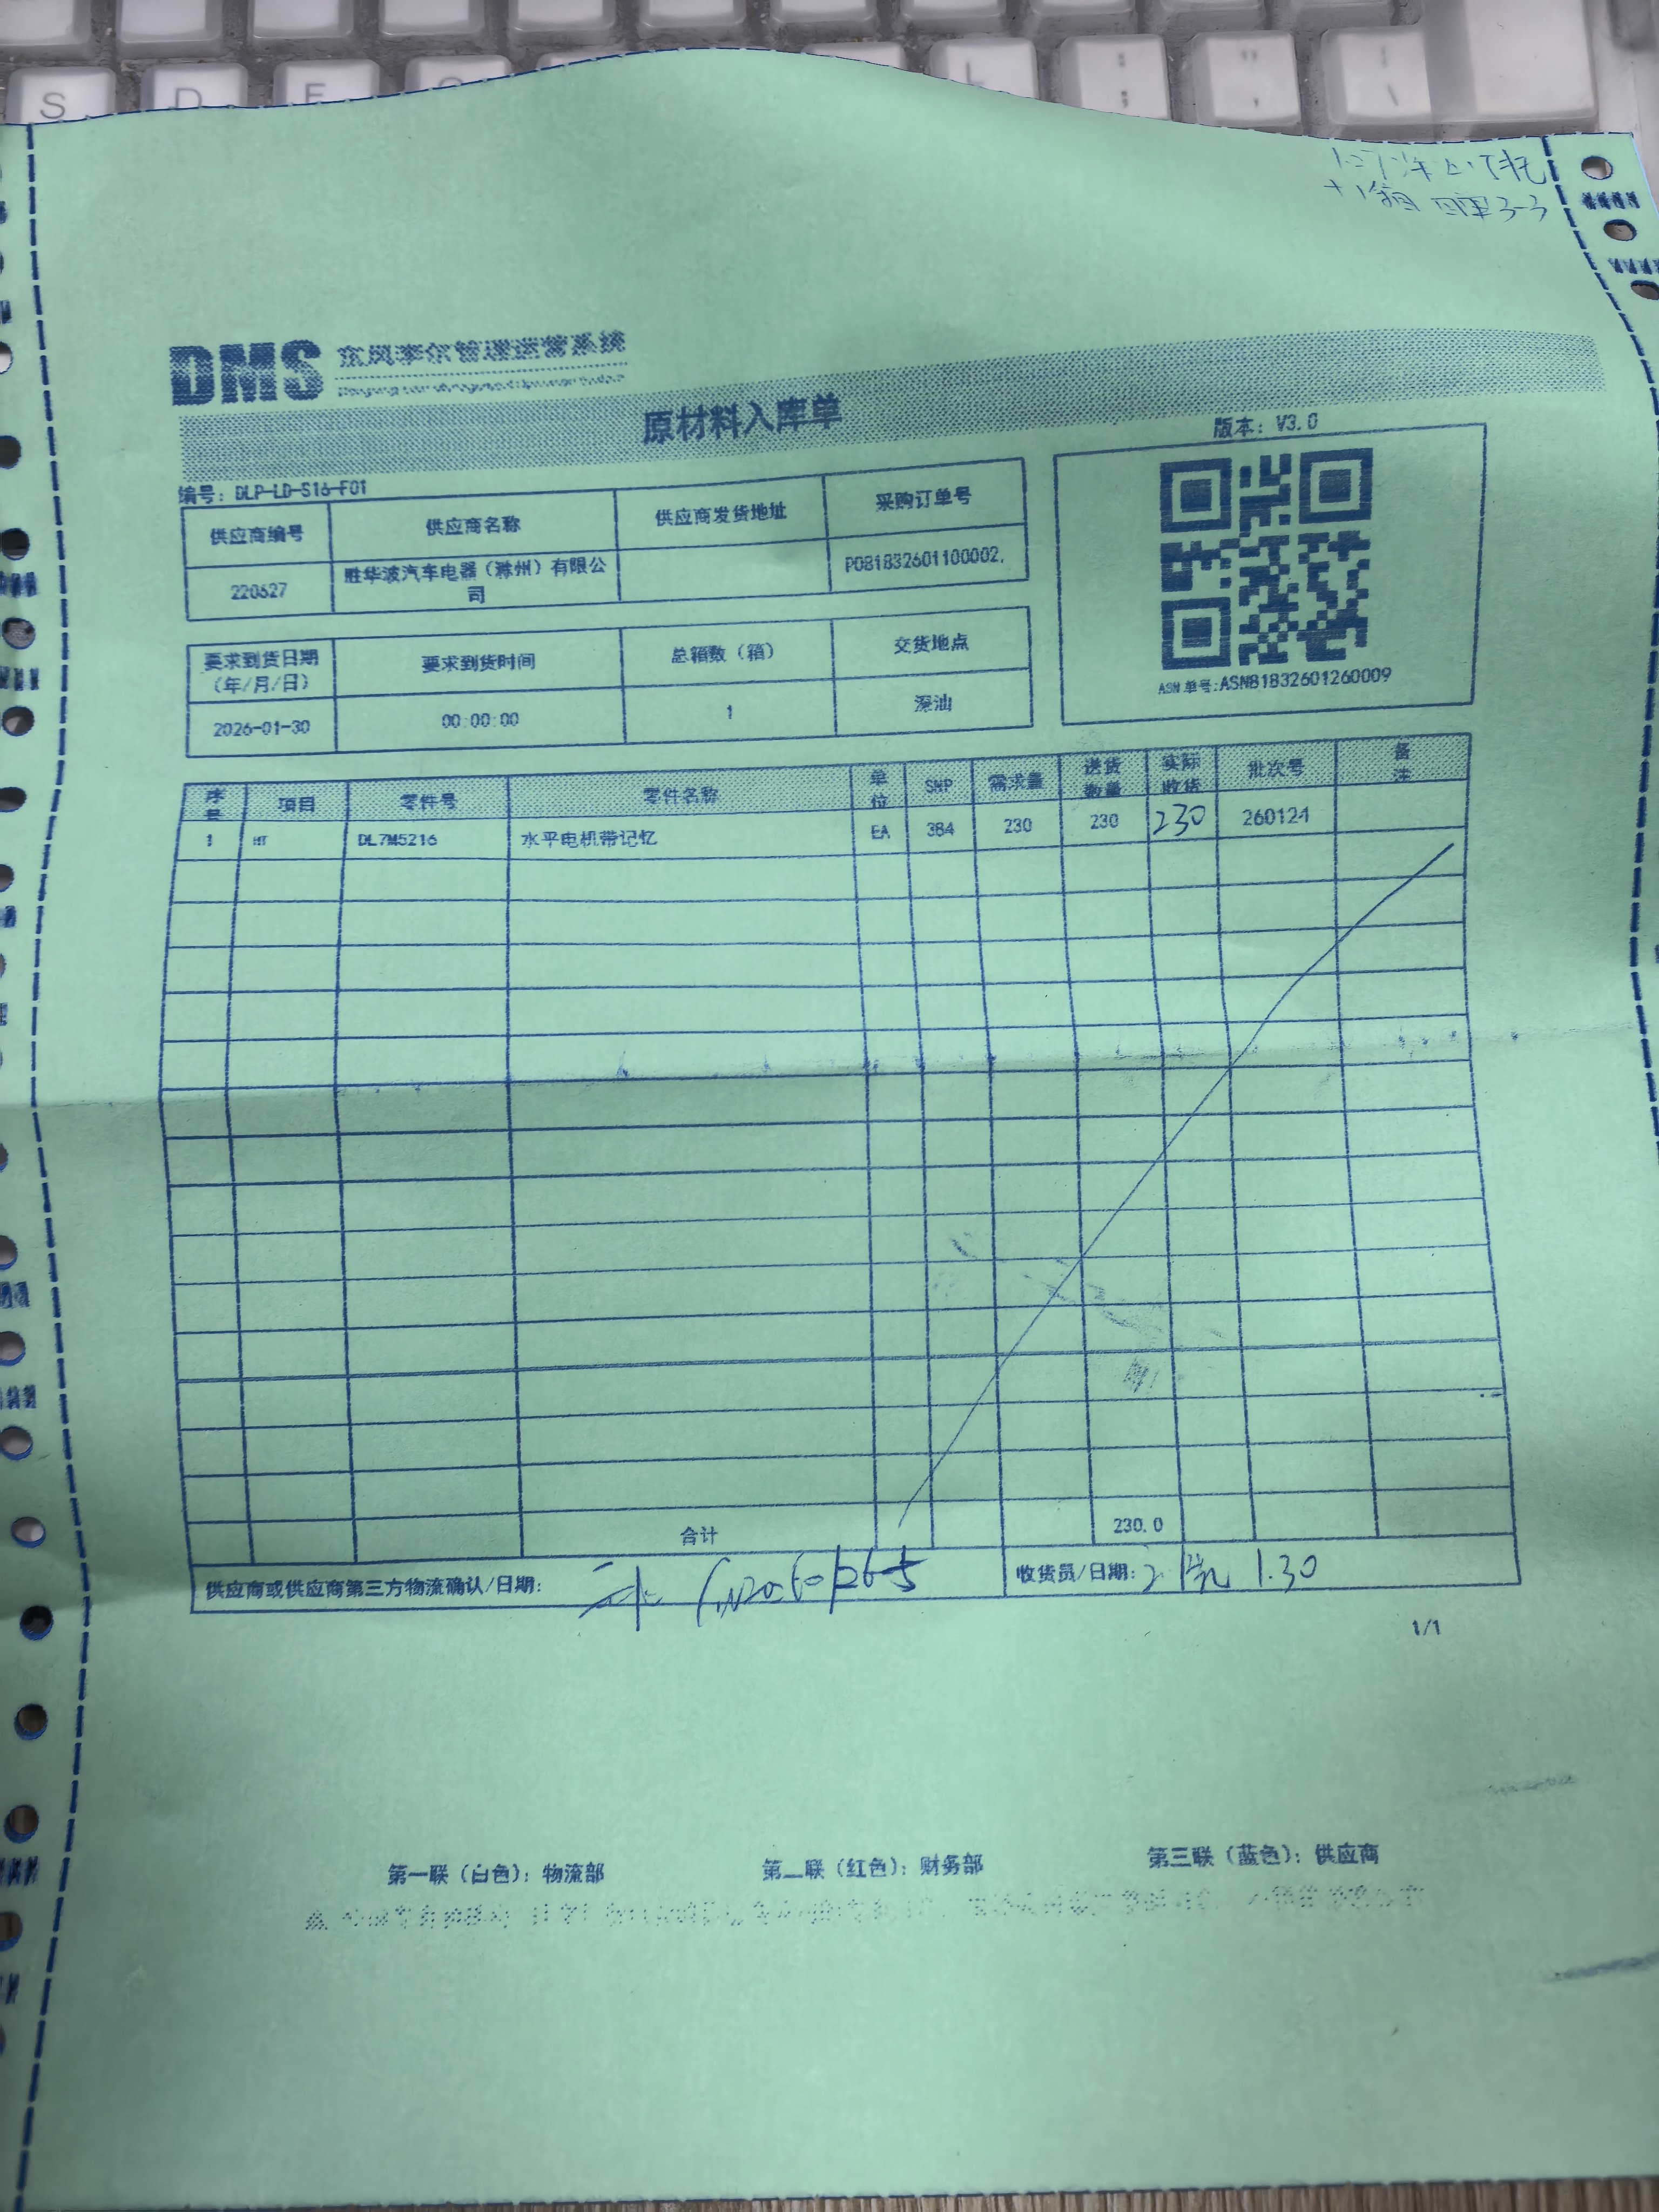 S D F L : ; " ' | \
DMS 东风李尔管理运营系统
原材料入库单
版本: V3.0
编号: DLP-LD-S16-F01
供应商编号 供应商名称 供应商发货地址 采购订单号
220627 胜华波汽车电器(滁州)有限公司 PO81832601100002,
要求到货日期(年/月/日) 要求到货时间 总箱数(箱) 交货地点
2026-01-30 00:00:00 1 深汕
ASN 单号:ASN81832601260009
序号 项目 零件号 零件名称 单位 SNP 需求量 送货数量 实际收货 批次号 备注
1 HT DL7M5216 水平电机带记忆 EA 384 230 230 230 260124
合计 230.0
供应商或供应商第三方物流确认/日期:
收货员/日期: 1.30
1/1
第一联(白色): 物流部 第二联(红色): 财务部 第三联(蓝色): 供应商